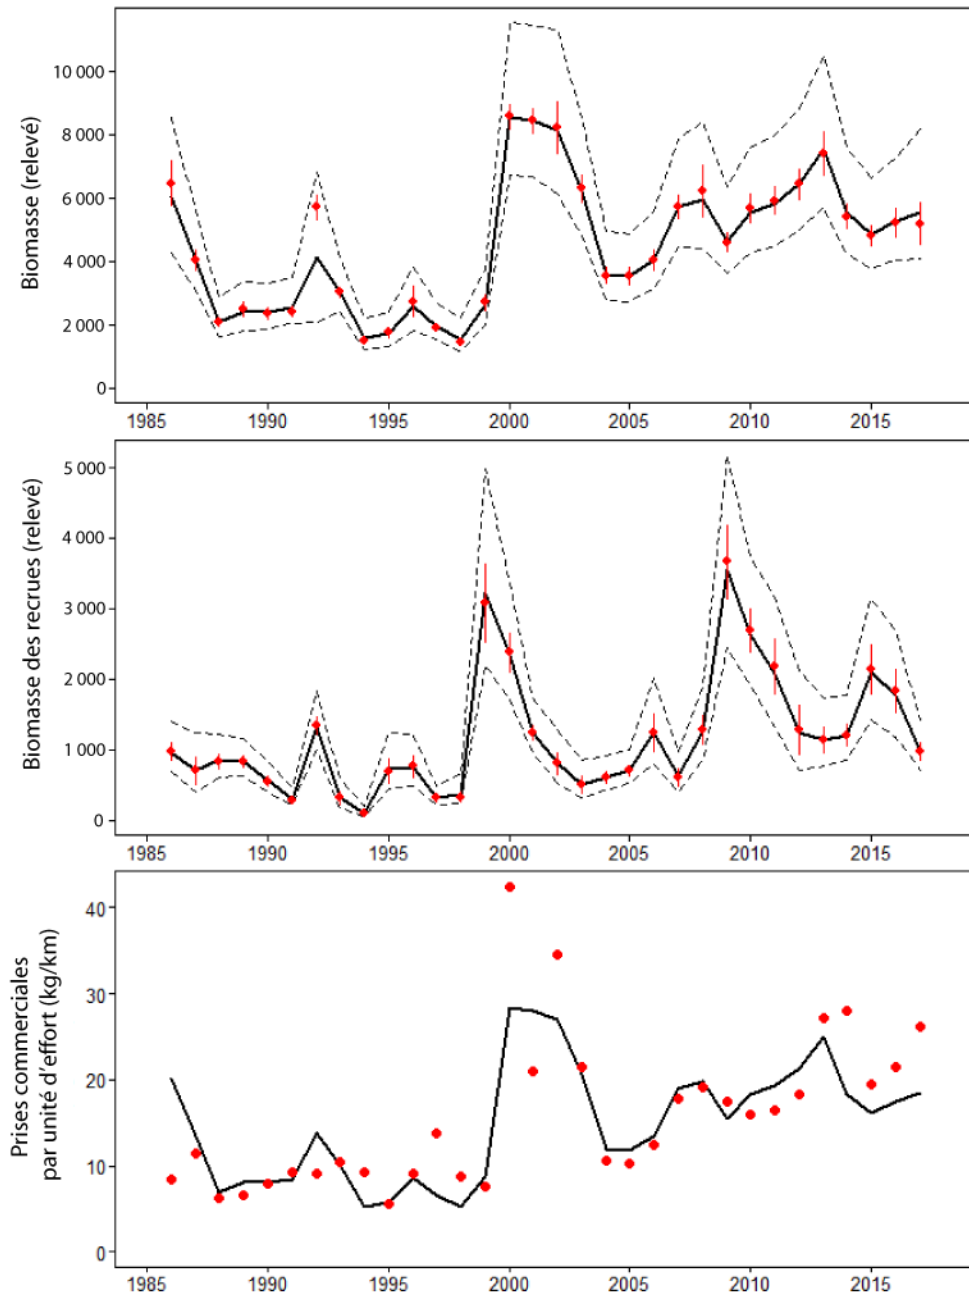 Biomasse (relevé)
10 000
8 000
6 000
4 000
2 000
0
1985 1990 1995 2000 2005 2010 2015
Biomasse des recrues (relevé)
5 000
4 000
3 000
2 000
1 000
0
1985 1990 1995 2000 2005 2010 2015
Prises commerciales
par unité d'effort (kg/km)
40
30
20
10
0
1985 1990 1995 2000 2005 2010 2015